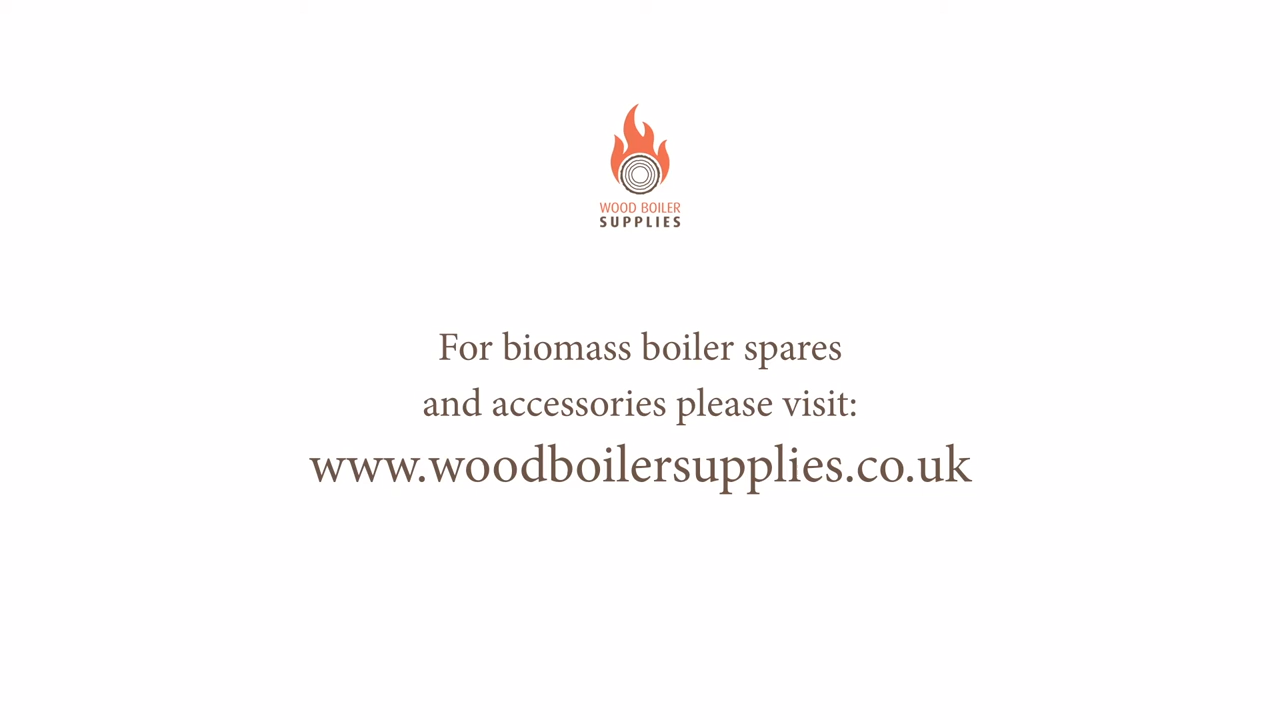 WOOD BOILER
SUPPLIES
For biomass boiler spares
and accessories please visit:
www.woodboilersupplies.co.uk